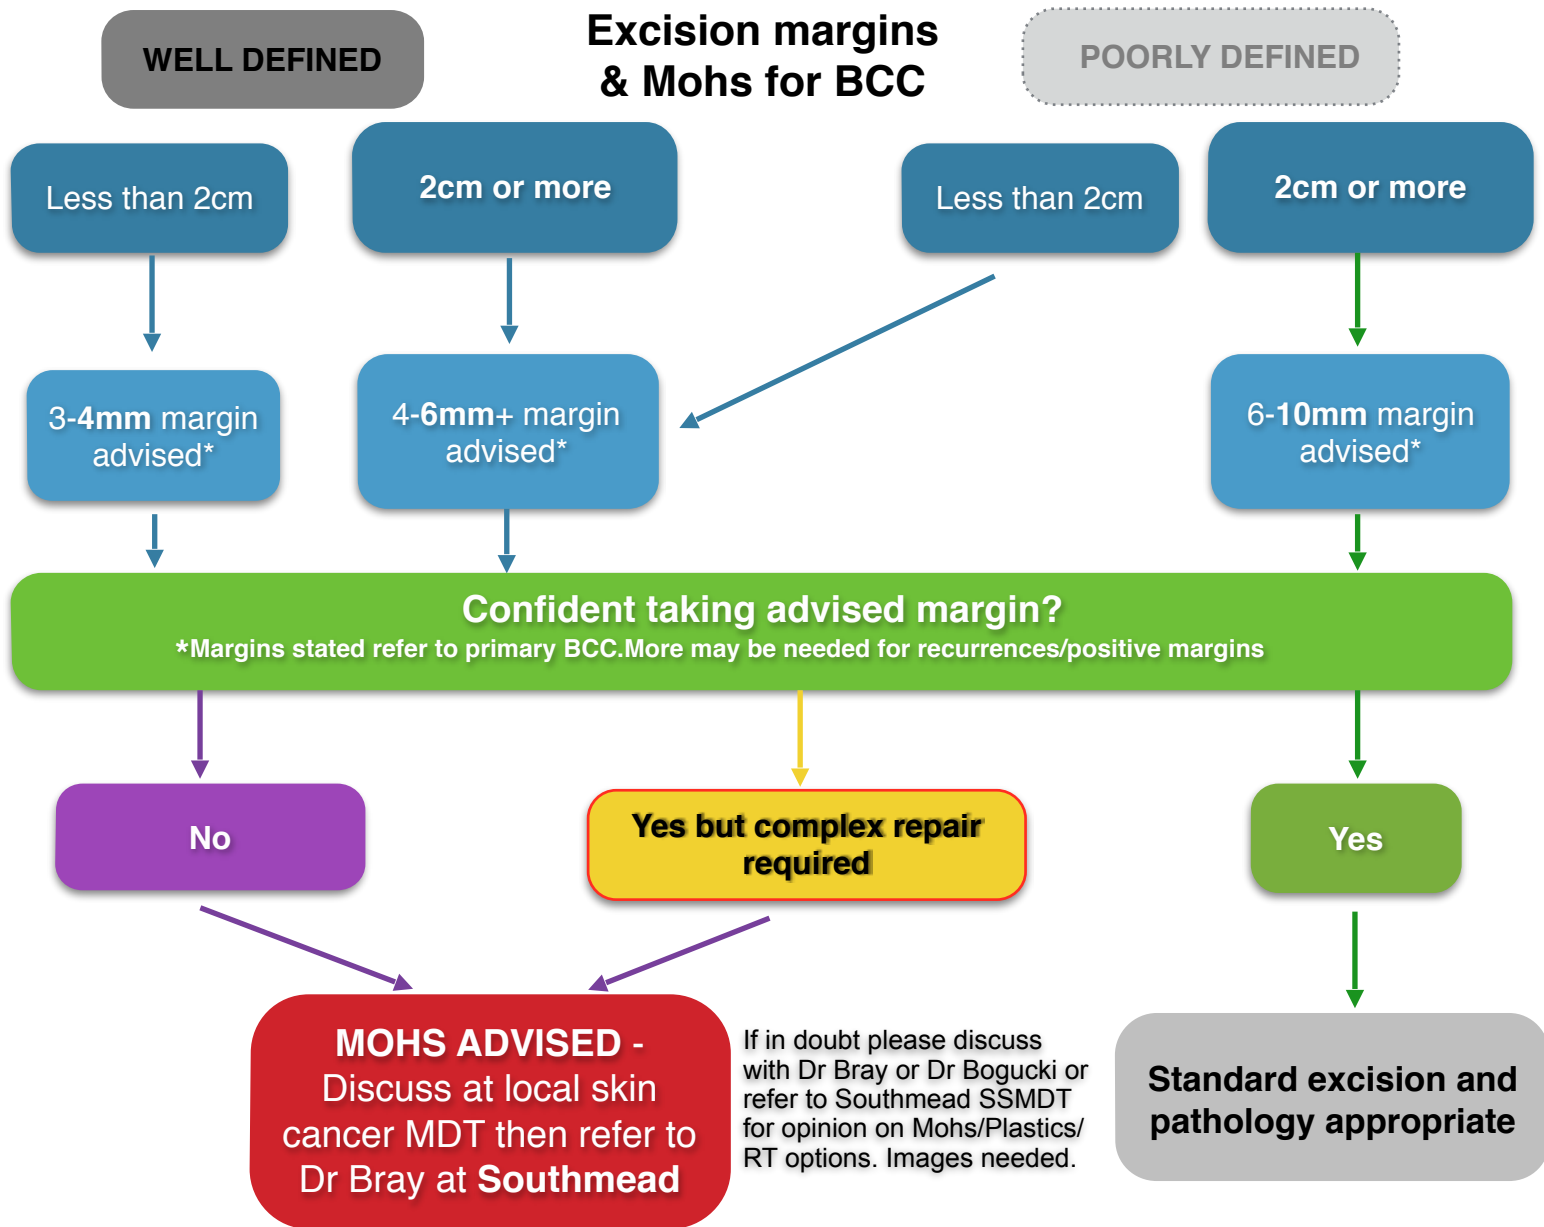 Excision margins
& Mohs for BCC
WELL DEFINED
POORLY DEFINED
Less than 2cm
2cm or more
Less than 2cm
2cm or more
3-4mm margin
advised*
4-6mm+ margin
advised*
6-10mm margin
advised*
Confident taking advised margin?
*Margins stated refer to primary BCC.More may be needed for recurrences/positive margins
No
Yes but complex repair
required
Yes
MOHS ADVISED -
Discuss at local skin
cancer MDT then refer to
Dr Bray at Southmead
If in doubt please discuss
with Dr Bray or Dr Bogucki or
refer to Southmead SSMDT
for opinion on Mohs/Plastics/
RT options. Images needed.
Standard excision and
pathology appropriate